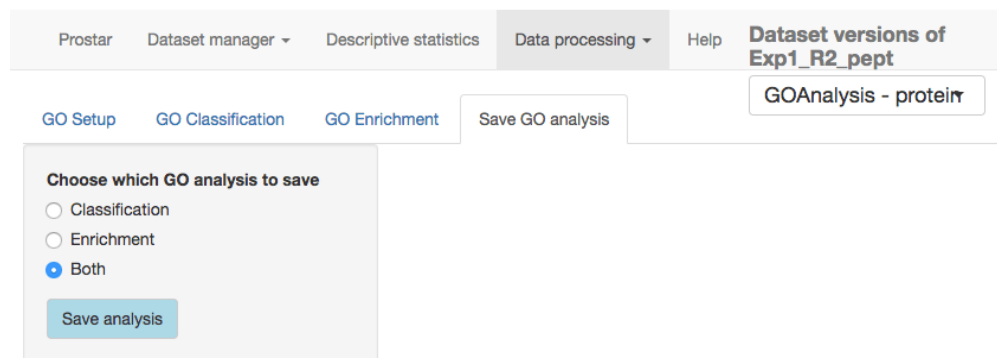 Prostar Dataset manager Descriptive statistics Data processing Help Dataset versions of
Exp1_R2_pept
GOAnalysis - protein
GO Setup GO Classification GO Enrichment Save GO analysis
Choose which GO analysis to save
Classification
Enrichment
Both
Save analysis